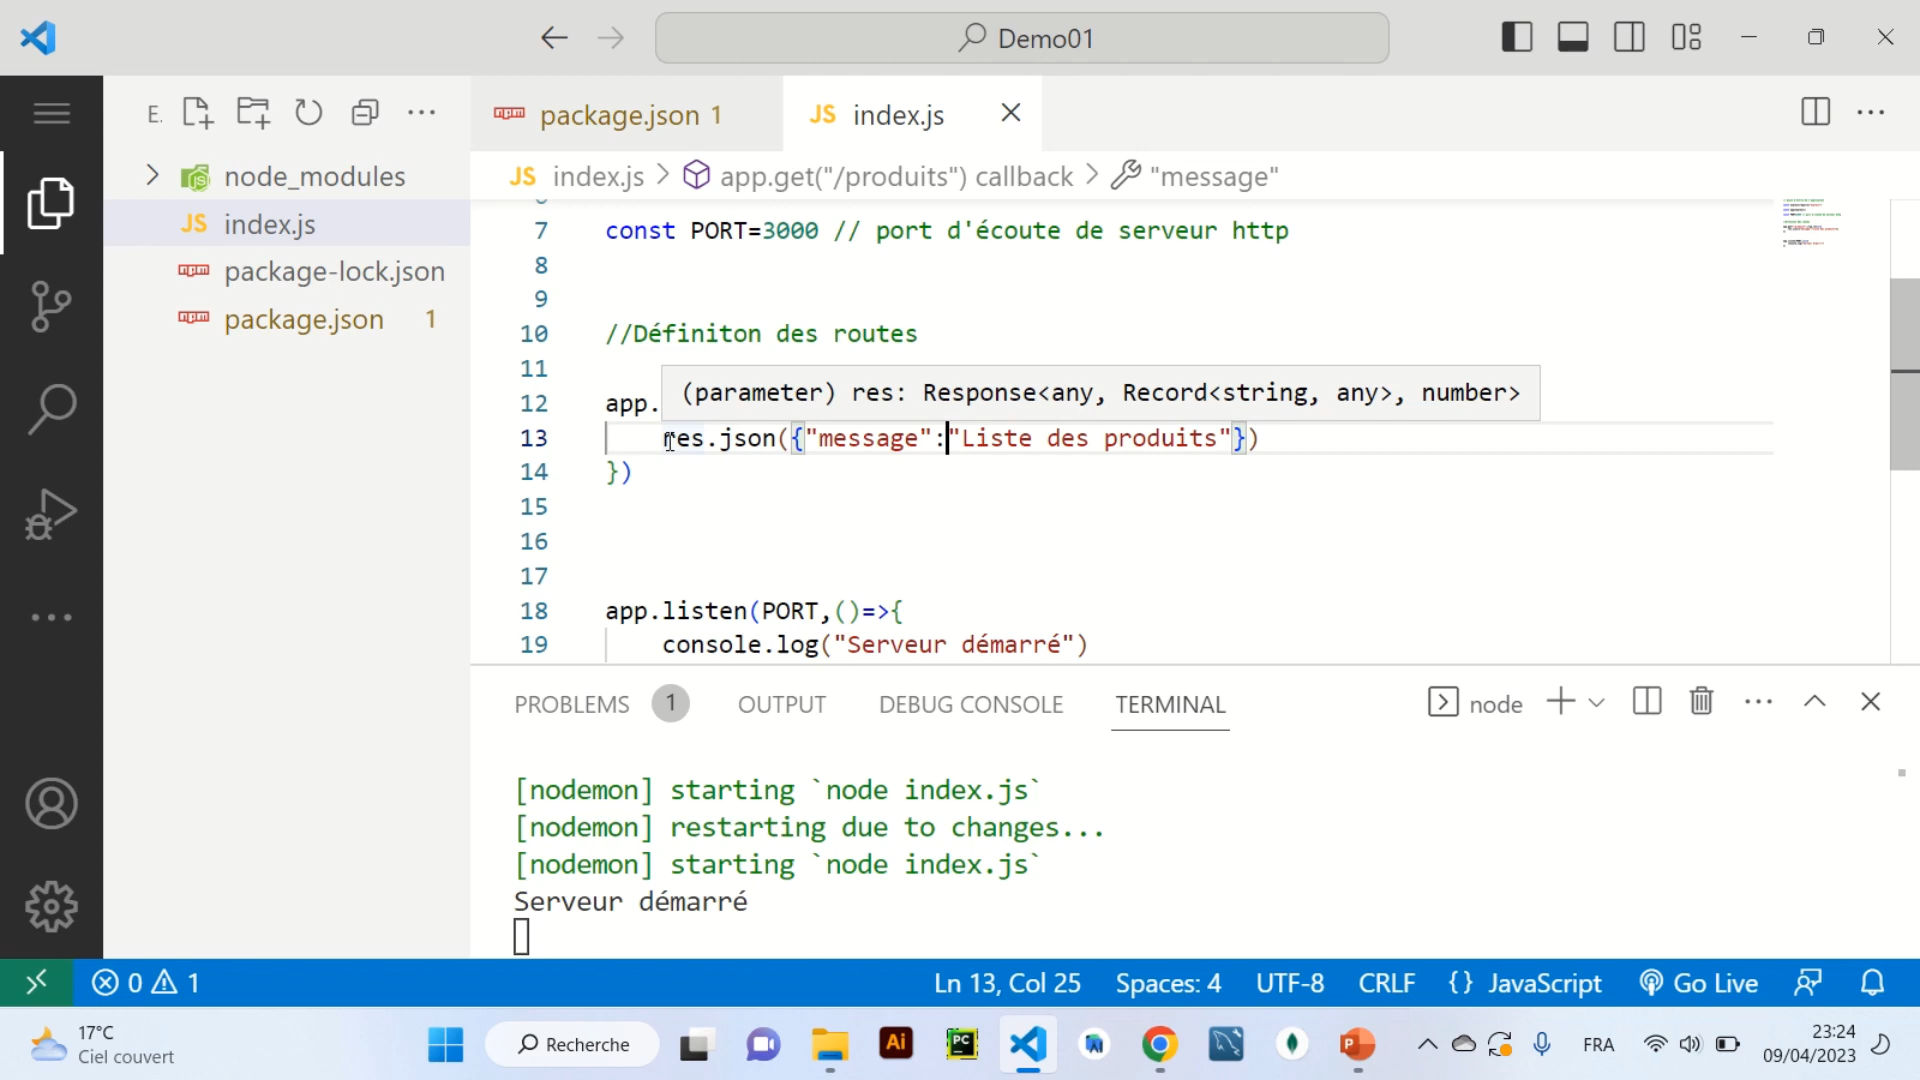 Demo01
E.
package.json 1
JS index.js
node_modules
JS index.js
package-lock.json
package.json 1
JS index.js > app.get("/produits") callback > "message"
7 const PORT=3000 // port d'écoute de serveur http
8
9
10 //Définiton des routes
11
(parameter) res: Response<any, Record<string, any>, number>
12 app.
13 res.json({"message":"Liste des produits"})
14 })
15
16
17
18 app.listen(PORT,()=>{
19 console.log("Serveur démarré")
PROBLEMS 1 OUTPUT DEBUG CONSOLE TERMINAL
node
[nodemon] starting `node index.js`
[nodemon] restarting due to changes...
[nodemon] starting `node index.js`
Serveur démarré
0 1
Ln 13, Col 25 Spaces: 4 UTF-8 CRLF {} JavaScript Go Live
17°C
Ciel couvert
Recherche
Ai
PC
P
FRA
23:24
09/04/2023